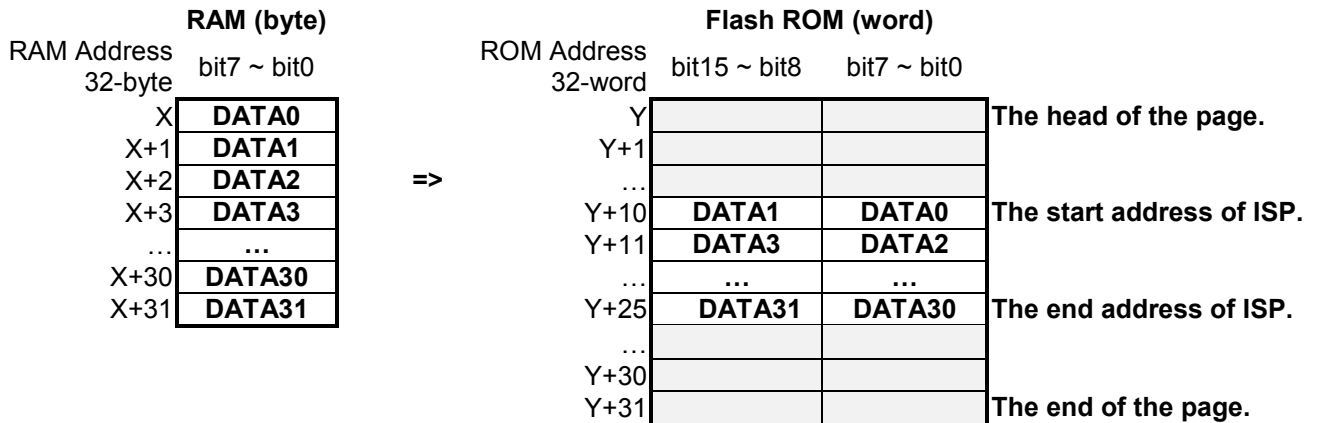 RAM (byte) Flash ROM (word)
RAM Address 32-byte bit7 ~ bit0 ROM Address 32-word bit15 ~ bit8 bit7 ~ bit0
X DATA0 Y The head of the page.
X+1 DATA1 Y+1
X+2 DATA2 => …
X+3 DATA3 Y+10 DATA1 DATA0 The start address of ISP.
… … Y+11 DATA3 DATA2
X+30 DATA30 … … …
X+31 DATA31 Y+25 DATA31 DATA30 The end address of ISP.
…
Y+30
Y+31 The end of the page.